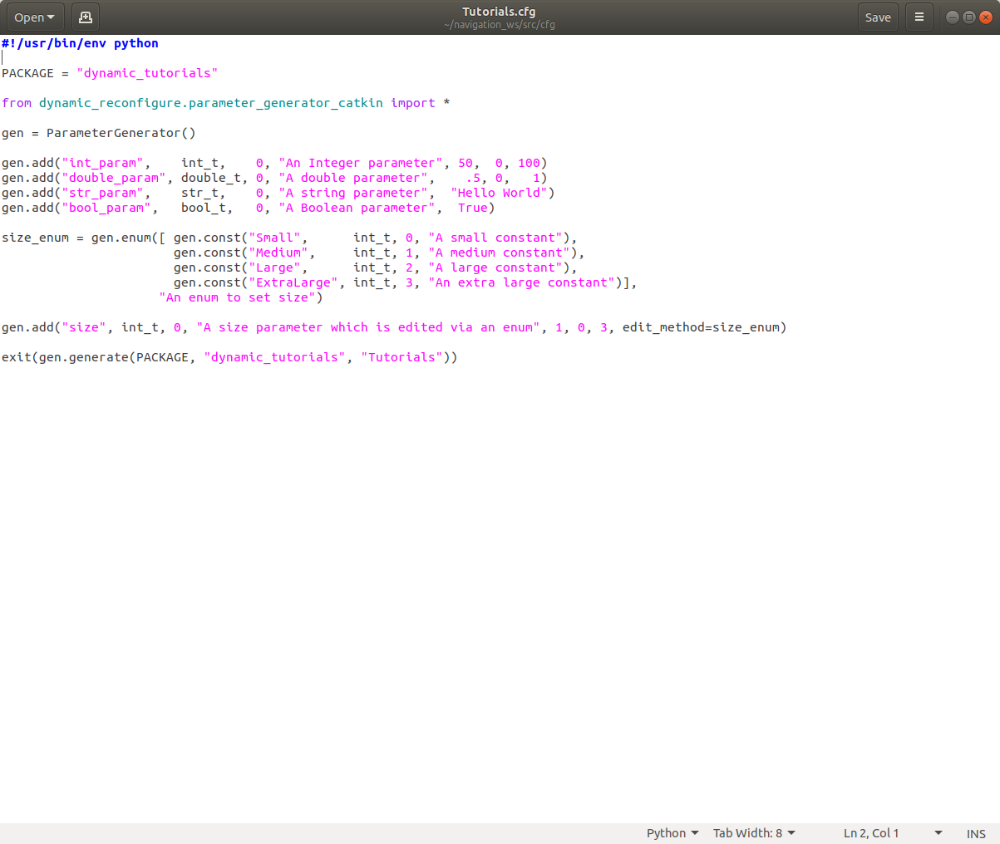 Open
Tutorials.cfg
~/navigation_ws/src/cfg
Save
#!/usr/bin/env python
PACKAGE = "dynamic_tutorials"
from dynamic_reconfigure.parameter_generator_catkin import *
gen = ParameterGenerator()
gen.add("int_param",    int_t,    0, "An Integer parameter", 50,  0, 100)
gen.add("double_param", double_t, 0, "A double parameter",    .5, 0,   1)
gen.add("str_param",    str_t,    0, "A string parameter",  "Hello World")
gen.add("bool_param",   bool_t,   0, "A Boolean parameter",  True)
size_enum = gen.enum([ gen.const("Small",      int_t, 0, "A small constant"),
                       gen.const("Medium",     int_t, 1, "A medium constant"),
                       gen.const("Large",      int_t, 2, "A large constant"),
                       gen.const("ExtraLarge", int_t, 3, "An extra large constant")],
                     "An enum to set size")
gen.add("size", int_t, 0, "A size parameter which is edited via an enum", 1, 0, 3, edit_method=size_enum)
exit(gen.generate(PACKAGE, "dynamic_tutorials", "Tutorials"))
Python
Tab Width: 8
Ln 2, Col 1
INS